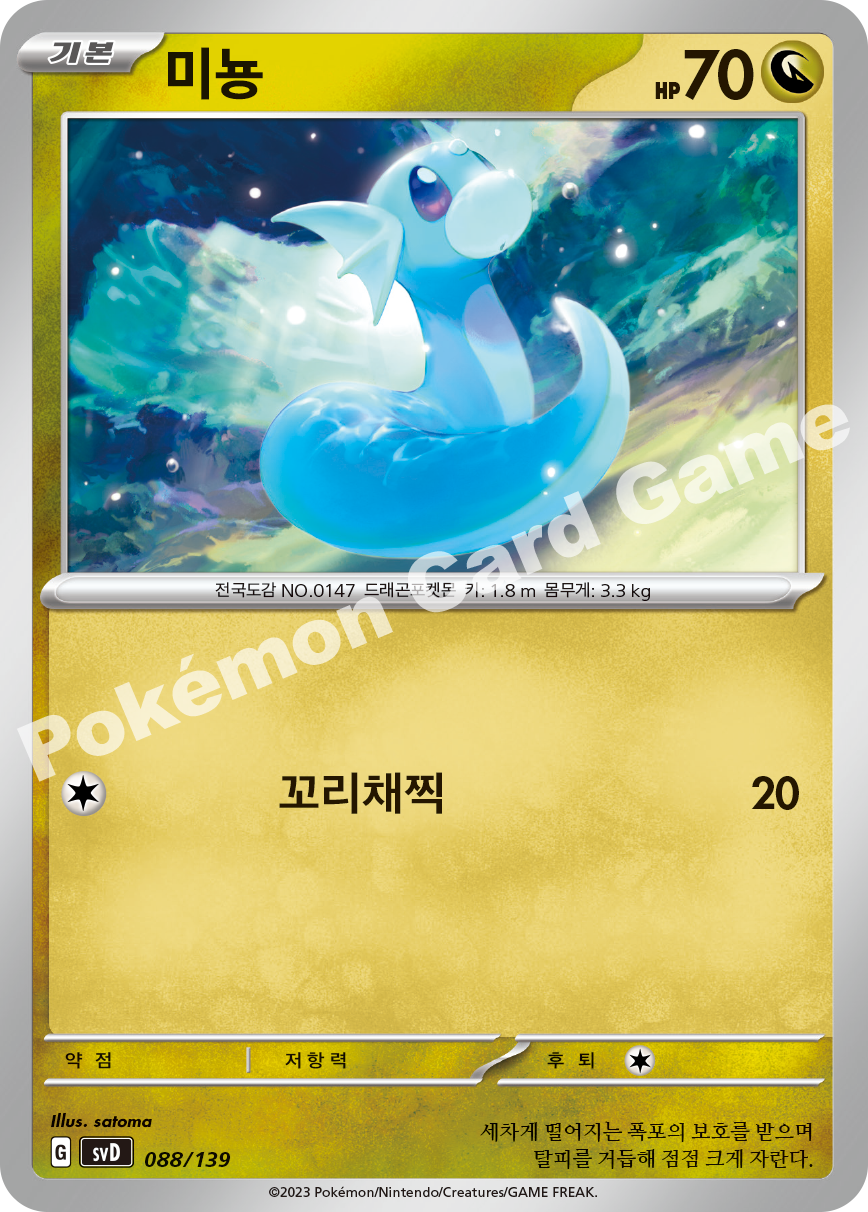 기본
미뇽
HP70
전국도감 NO.0147 드래곤포켓몬 키: 1.8 m 몸무게: 3.3 kg
Pokémon Card Game
꼬리채찍 20
약점 저항력 후퇴
Illus. satoma
G svD 088/139
세차게 떨어지는 폭포의 보호를 받으며
탈피를 거듭해 점점 크게 자란다.
©2023 Pokémon/Nintendo/Creatures/GAME FREAK.